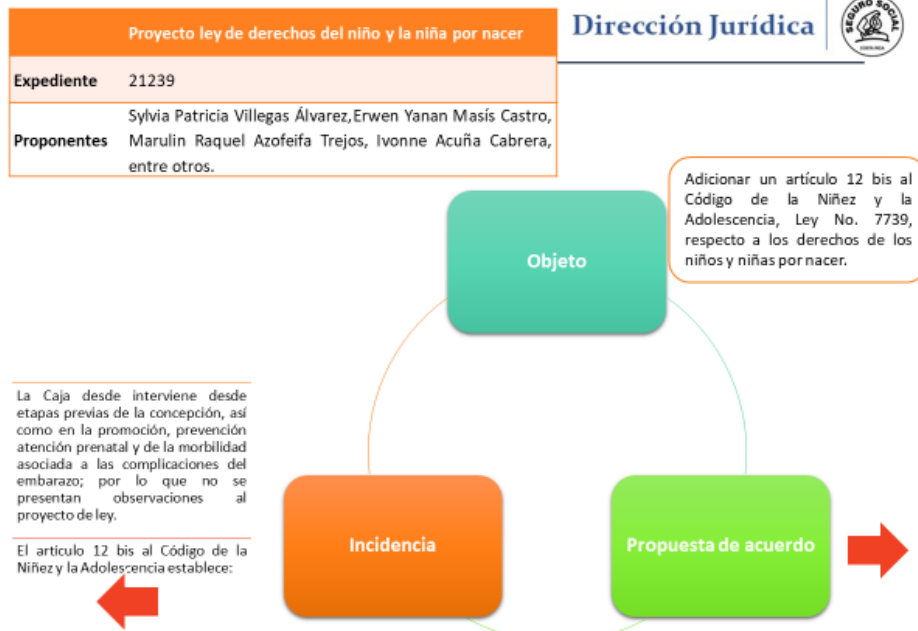 Dirección Jurídica
SEGURO SOCIAL
COSTA RICA
Proyecto ley de derechos del niño y la niña por nacer
Expediente 21239
Proponentes Sylvia Patricia Villegas Álvarez,Erwen Yanan Masís Castro,
Marulin Raquel Azofeifa Trejos, Ivonne Acuña Cabrera,
entre otros.
Adicionar un artículo 12 bis al
Código de la Niñez y la
Adolescencia, Ley No. 7739,
respecto a los derechos de los
niños y niñas por nacer.
Objeto
La Caja desde interviene desde
etapas previas de la concepción, así
como en la promoción, prevención
atención prenatal y de la morbilidad
asociada a las complicaciones del
embarazo; por lo que no se
presentan observaciones al
proyecto de ley.
El artículo 12 bis al Código de la
Niñez y la Adolescencia establece:
Incidencia
Propuesta de acuerdo